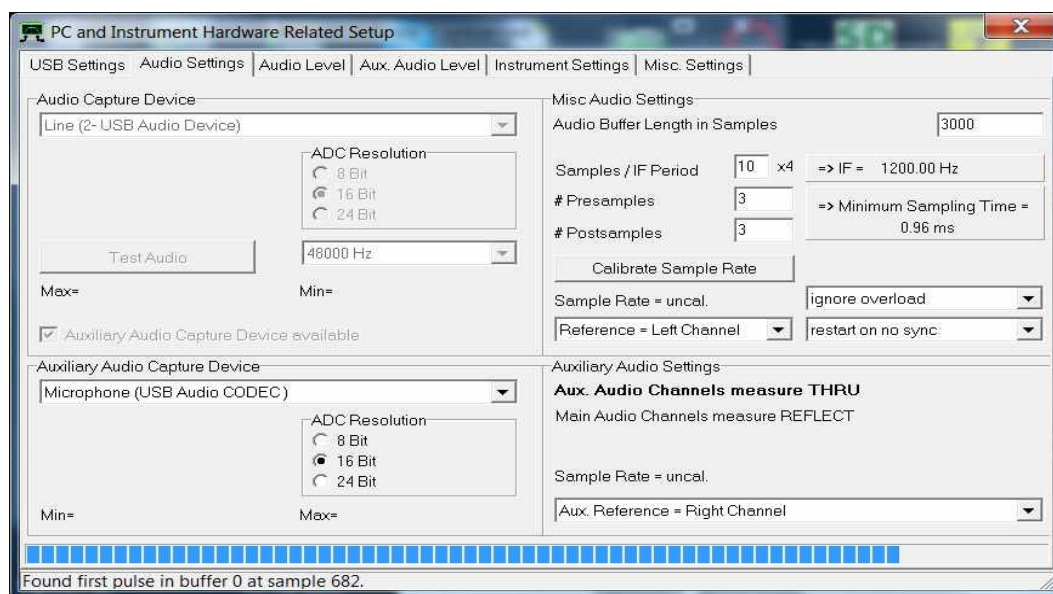 PC and Instrument Hardware Related Setup
USB Settings Audio Settings Audio Level Aux. Audio Level Instrument Settings Misc. Settings
Audio Capture Device
Line (2- USB Audio Device)
ADC Resolution
8 Bit
16 Bit
24 Bit
Test Audio
48000 Hz
Max=
Min=
Auxiliary Audio Capture Device available
Misc Audio Settings
Audio Buffer Length in Samples
3000
Samples / IF Period
10 x4
=> IF = 1200.00 Hz
# Presamples
3
=> Minimum Sampling Time =
0.96 ms
# Postsamples
3
Calibrate Sample Rate
Sample Rate = uncal.
ignore overload
Reference = Left Channel
restart on no sync
Auxiliary Audio Capture Device
Microphone (USB Audio CODEC )
ADC Resolution
8 Bit
16 Bit
24 Bit
Min=
Max=
Auxiliary Audio Settings
Aux. Audio Channels measure THRU
Main Audio Channels measure REFLECT
Sample Rate = uncal.
Aux. Reference = Right Channel
Found first pulse in buffer 0 at sample 682.